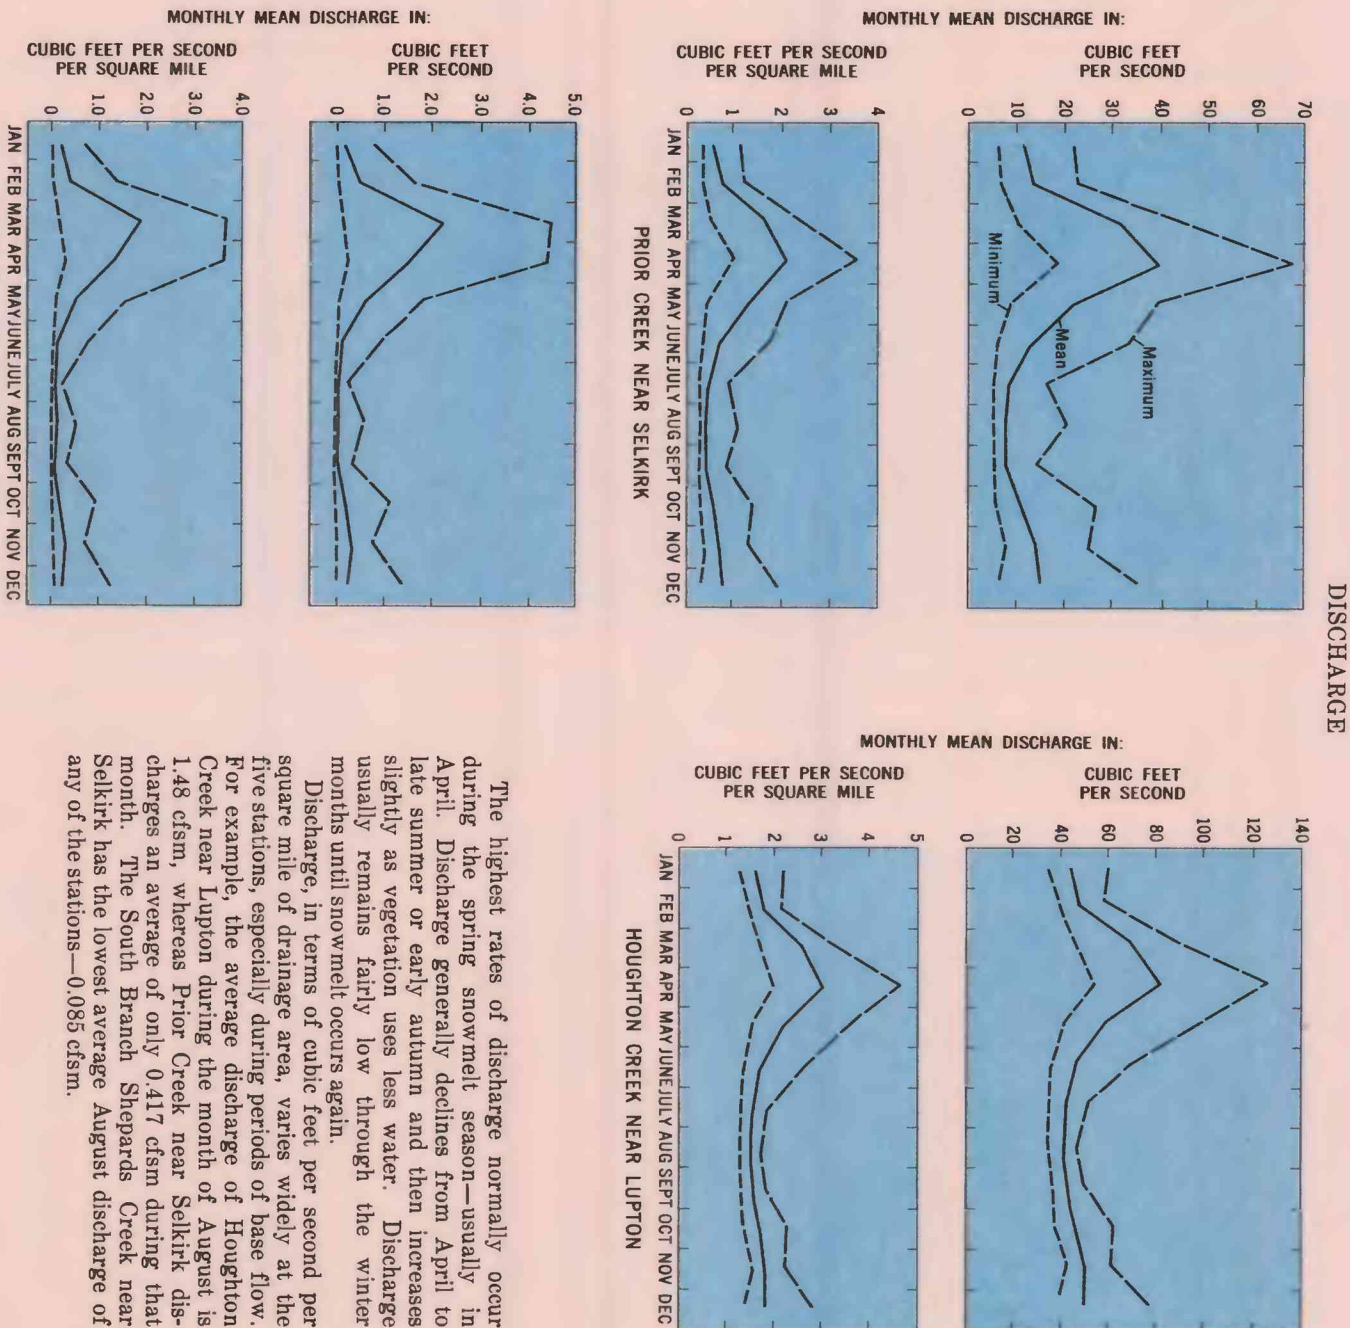 DISCHARGE
MONTHLY MEAN DISCHARGE IN:
CUBIC FEET
PER SECOND
70
60
50
40
30
20
10
0
Maximum
Mean
Minimum
CUBIC FEET PER SECOND
PER SQUARE MILE
4
3
2
1
0
JAN FEB MAR APR MAY JUNE JULY AUG SEPT OCT NOV DEC
PRIOR CREEK NEAR SELKIRK
MONTHLY MEAN DISCHARGE IN:
CUBIC FEET
PER SECOND
5.0
4.0
3.0
2.0
1.0
0
CUBIC FEET PER SECOND
PER SQUARE MILE
4.0
3.0
2.0
1.0
0
JAN FEB MAR APR MAY JUNE JULY AUG SEPT OCT NOV DEC
MONTHLY MEAN DISCHARGE IN:
CUBIC FEET
PER SECOND
140
120
100
80
60
40
20
0
CUBIC FEET PER SECOND
PER SQUARE MILE
5
4
3
2
1
0
JAN FEB MAR APR MAY JUNE JULY AUG SEPT OCT NOV DEC
HOUGHTON CREEK NEAR LUPTON
The highest rates of discharge normally occur
during the spring snowmelt season—usually in
April. Discharge generally declines from April to
late summer or early autumn and then increases
slightly as vegetation uses less water. Discharge
usually remains fairly low through the winter
months until snowmelt occurs again.
Discharge, in terms of cubic feet per second per
square mile of drainage area, varies widely at the
five stations, especially during periods of base flow.
For example, the average discharge of Houghton
Creek near Lupton during the month of August is
1.48 cfsm, whereas Prior Creek near Selkirk dis-
charges an average of only 0.417 cfsm during that
month. The South Branch Shepards Creek near
Selkirk has the lowest average August discharge of
any of the stations—0.085 cfsm.